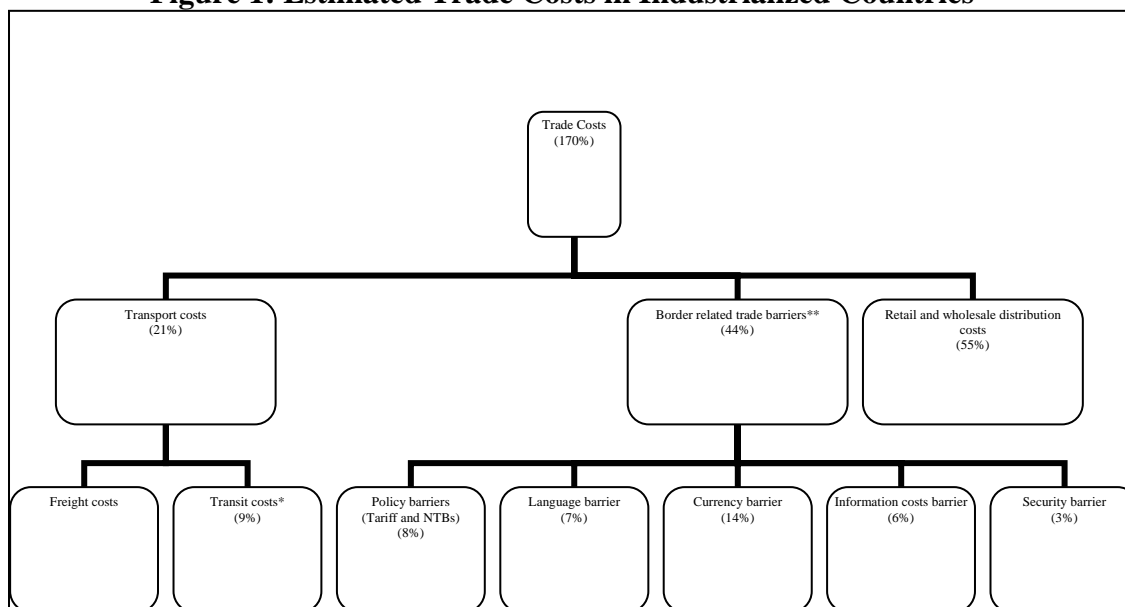 Figure 1: Estimated Trade Costs in Industrialized Countries
Trade Costs
(170%)
Transport costs
(21%)
Border related trade barriers**
(44%)
Retail and wholesale distribution
costs
(55%)
Freight costs
Transit costs*
(9%)
Policy barriers
(Tariff and NTBs)
(8%)
Language barrier
(7%)
Currency barrier
(14%)
Information costs barrier
(6%)
Security barrier
(3%)